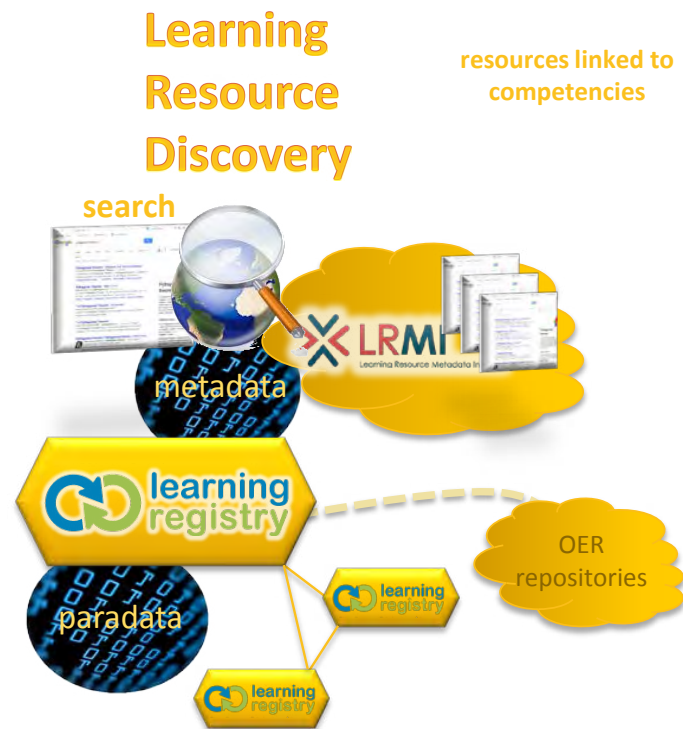 Learning
Resource
Discovery
resources linked to
competencies
search
LRMI
Learning Resource Metadata In
metadata
learning
registry
OER
repositories
paradata
learning
registry
learning
registry